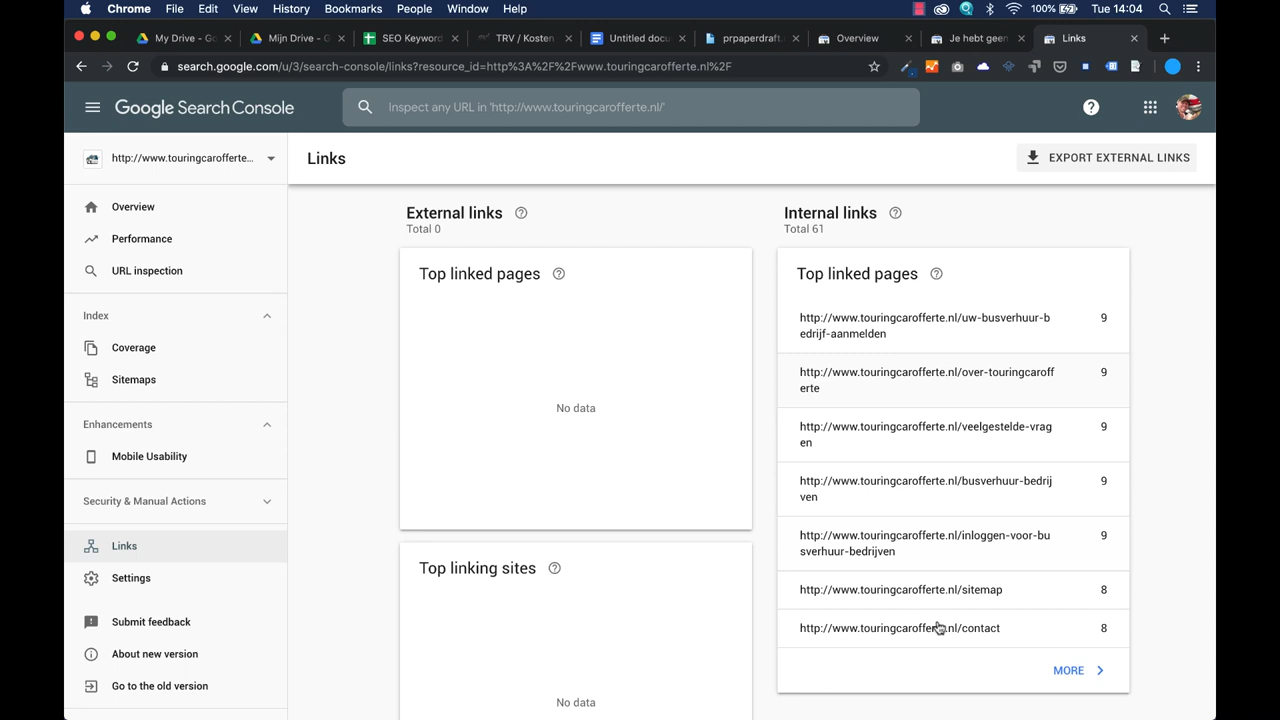 Chrome File Edit View History Bookmarks People Window Help 100% Tue 14:04
My Drive - Go Mijn Drive - G SEO Keyword TRV / Kosten Untitled docu prpaperdraft. Overview Je hebt geen Links
search.google.com/u/3/search-console/links?resource_id=http%3A%2F%2Fwww.touringcarofferte.nl%2F
Google Search Console
Inspect any URL in 'http://www.touringcarofferte.nl/'
http://www.touringcarofferte...
Links
EXPORT EXTERNAL LINKS
Overview
Performance
URL inspection
Index
Coverage
Sitemaps
Enhancements
Mobile Usability
Security & Manual Actions
Links
Settings
Submit feedback
About new version
Go to the old version
External links
Total 0
Top linked pages
No data
Top linking sites
No data
Internal links
Total 61
Top linked pages
http://www.touringcarofferte.nl/uw-busverhuur-b 9
edrijf-aanmelden
http://www.touringcarofferte.nl/over-touringcaroff 9
erte
http://www.touringcarofferte.nl/veelgestelde-vrag 9
en
http://www.touringcarofferte.nl/busverhuur-bedrij 9
ven
http://www.touringcarofferte.nl/inloggen-voor-bu 9
sverhuur-bedrijven
http://www.touringcarofferte.nl/sitemap 8
http://www.touringcarofferte.nl/contact 8
MORE